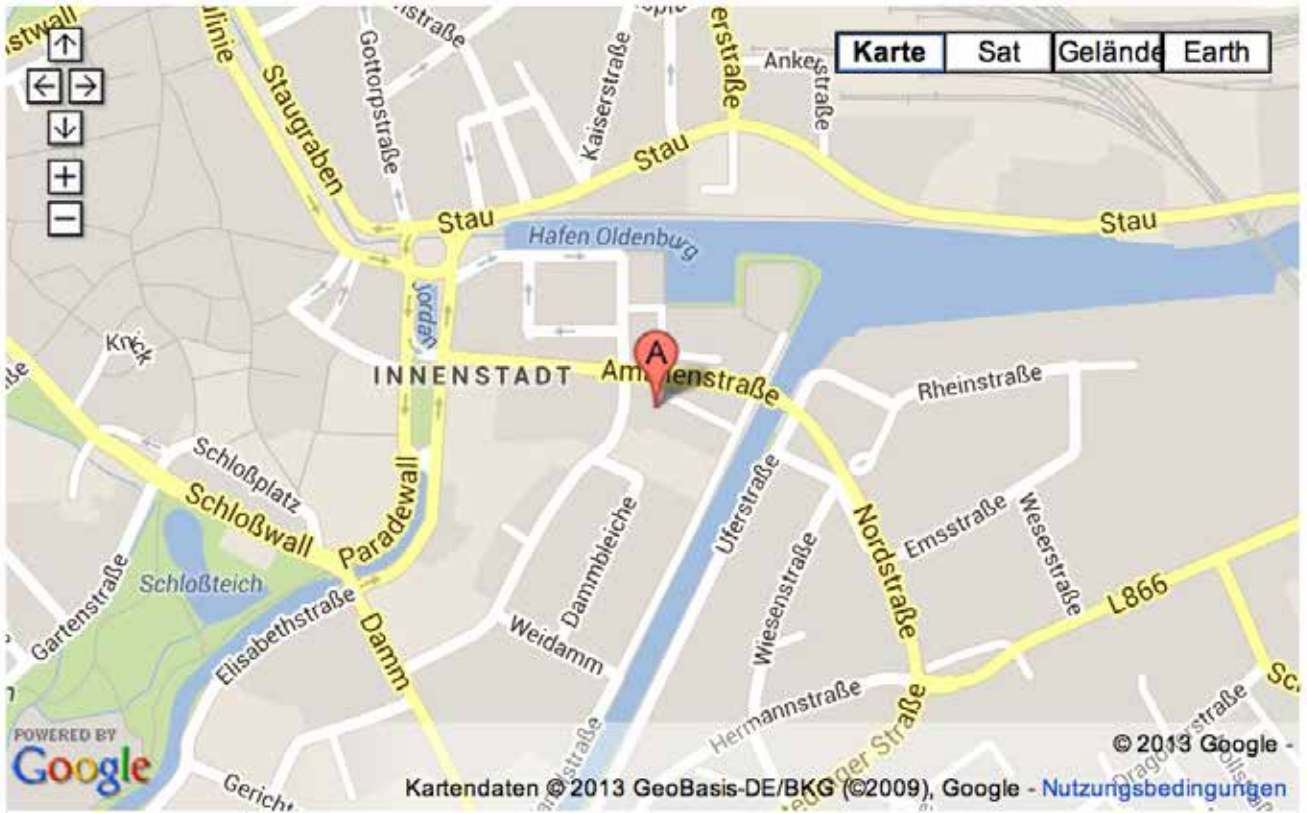 Karte Sat Gelände Earth
Gottorpstraße
Kaiserstraße
Staugraben
Stau
Stau
Stau
Hafen Oldenburg
Knick
INNENSTADT
A
Rheinstraße
Schloßplatz
Schloßwall
Paradewall
Schloßteich
Gartenstraße
Elisabethstraße
Damm
Dammbleiche
Weidamm
Uferstraße
Wiesenstraße
Nordstraße
Emsstraße
Weserstraße
L866
Hermannstraße
POWERED BY
Google
© 2013 Google -
Kartendaten © 2013 GeoBasis-DE/BKG (©2009), Google - Nutzungsbedingungen